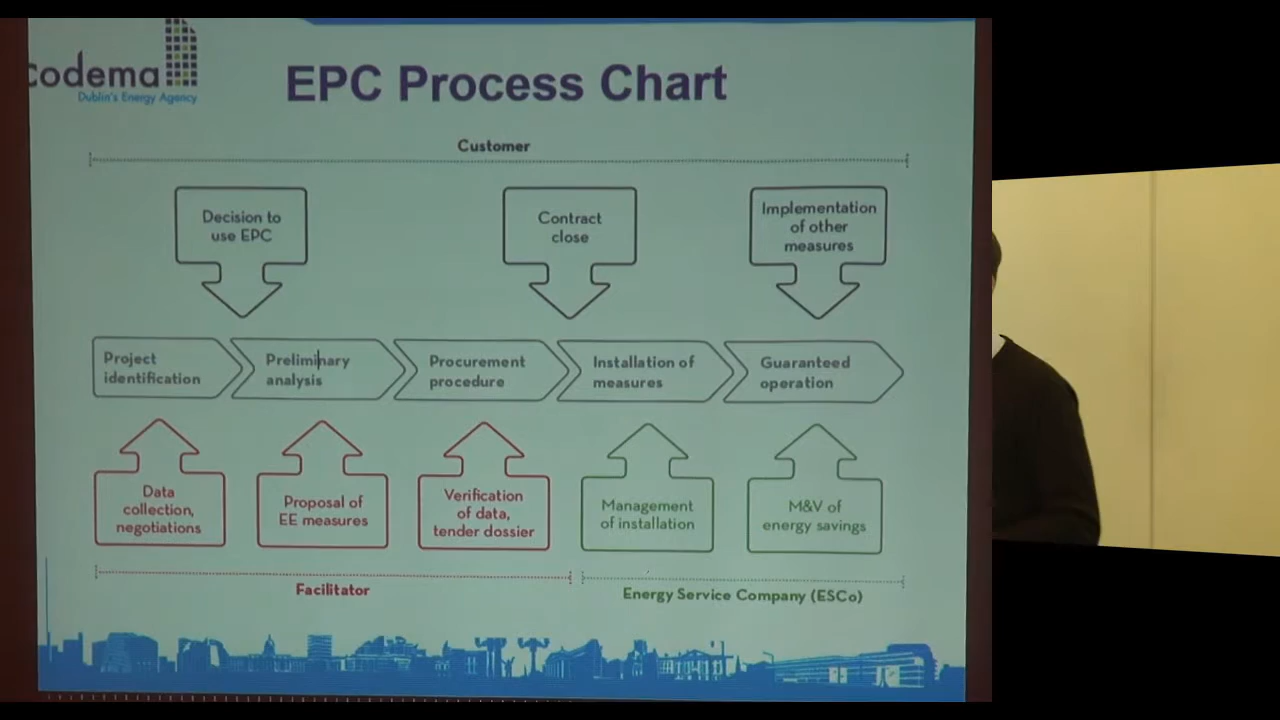 codema
Dublin's Energy Agency
EPC Process Chart
Customer
Decision to
use EPC
Contract
close
Implementation
of other
measures
Project
identification
Preliminary
analysis
Procurement
procedure
Installation of
measures
Guaranteed
operation
Data
collection,
negotiations
Proposal of
EE measures
Verification
of data,
tender dossier
Management
of installation
M&V of
energy savings
Facilitator
Energy Service Company (ESCo)